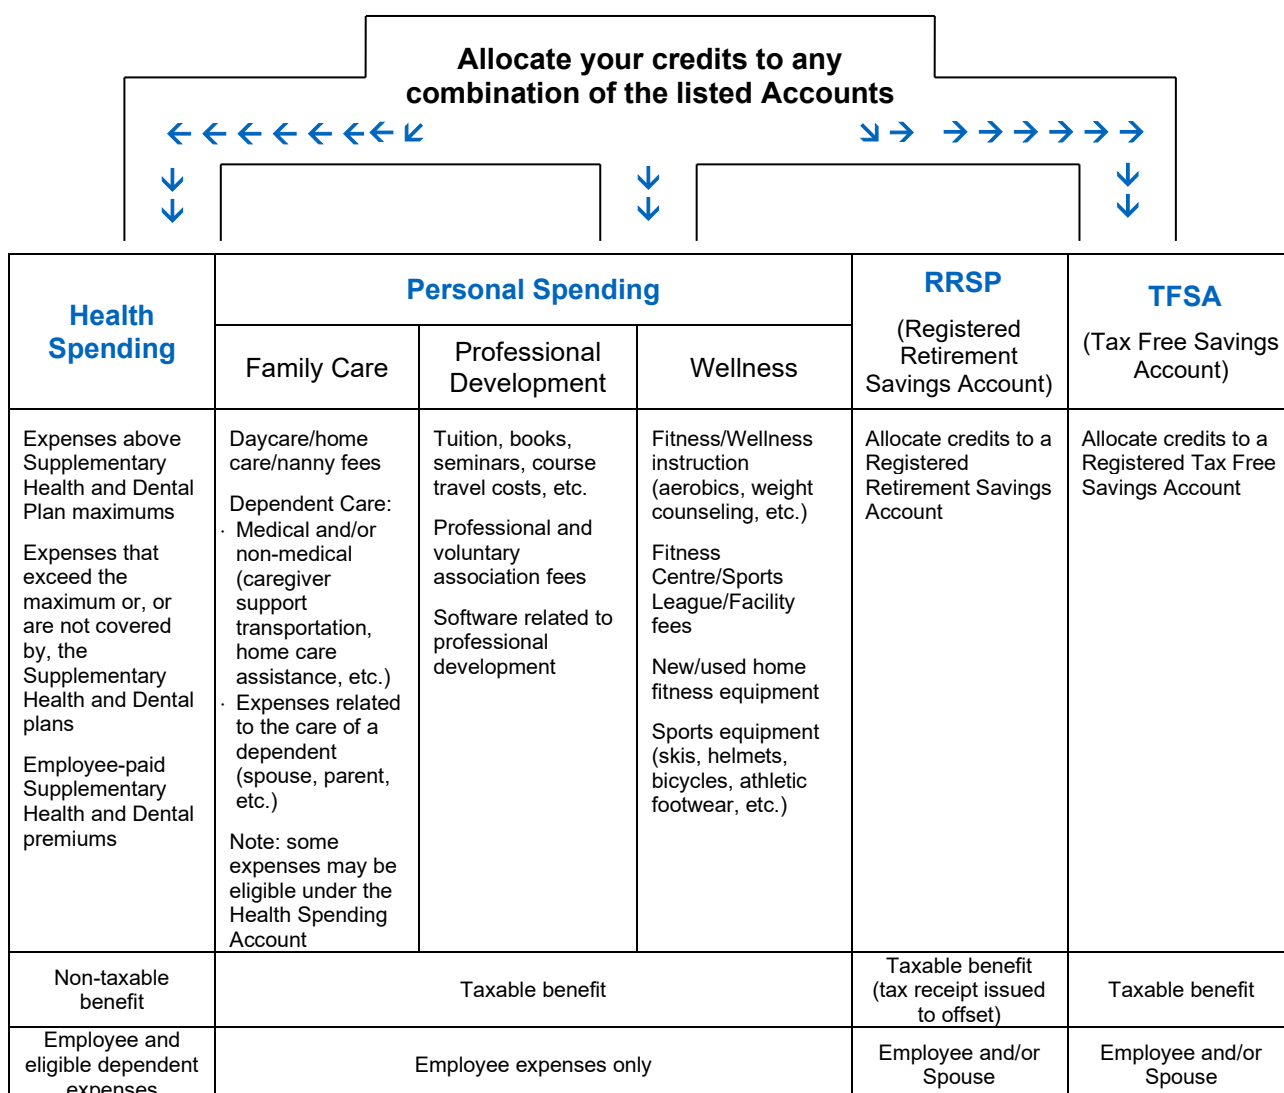 Allocate your credits to any
combination of the listed Accounts
Health
Spending
Personal Spending
Family Care
Professional
Development
Wellness
RRSP
(Registered
Retirement
Savings Account)
TFSA
(Tax Free Savings
Account)
Expenses above
Supplementary
Health and Dental
Plan maximums
Expenses that
exceed the
maximum or, or
are not covered
by, the
Supplementary
Health and Dental
plans
Employee-paid
Supplementary
Health and Dental
premiums
Daycare/home
care/nanny fees
Dependent Care:
· Medical and/or
non-medical
(caregiver
support
transportation,
home care
assistance, etc.)
· Expenses related
to the care of a
dependent
(spouse, parent,
etc.)
Note: some
expenses may be
eligible under the
Health Spending
Account
Tuition, books,
seminars, course
travel costs, etc.
Professional and
voluntary
association fees
Software related to
professional
development
Fitness/Wellness
instruction
(aerobics, weight
counseling, etc.)
Fitness
Centre/Sports
League/Facility
fees
New/used home
fitness equipment
Sports equipment
(skis, helmets,
bicycles, athletic
footwear, etc.)
Allocate credits to a
Registered
Retirement Savings
Account
Allocate credits to a
Registered Tax Free
Savings Account
Non-taxable
benefit
Taxable benefit
Taxable benefit
(tax receipt issued
to offset)
Taxable benefit
Employee and
eligible dependent
expenses
Employee expenses only
Employee and/or
Spouse
Employee and/or
Spouse